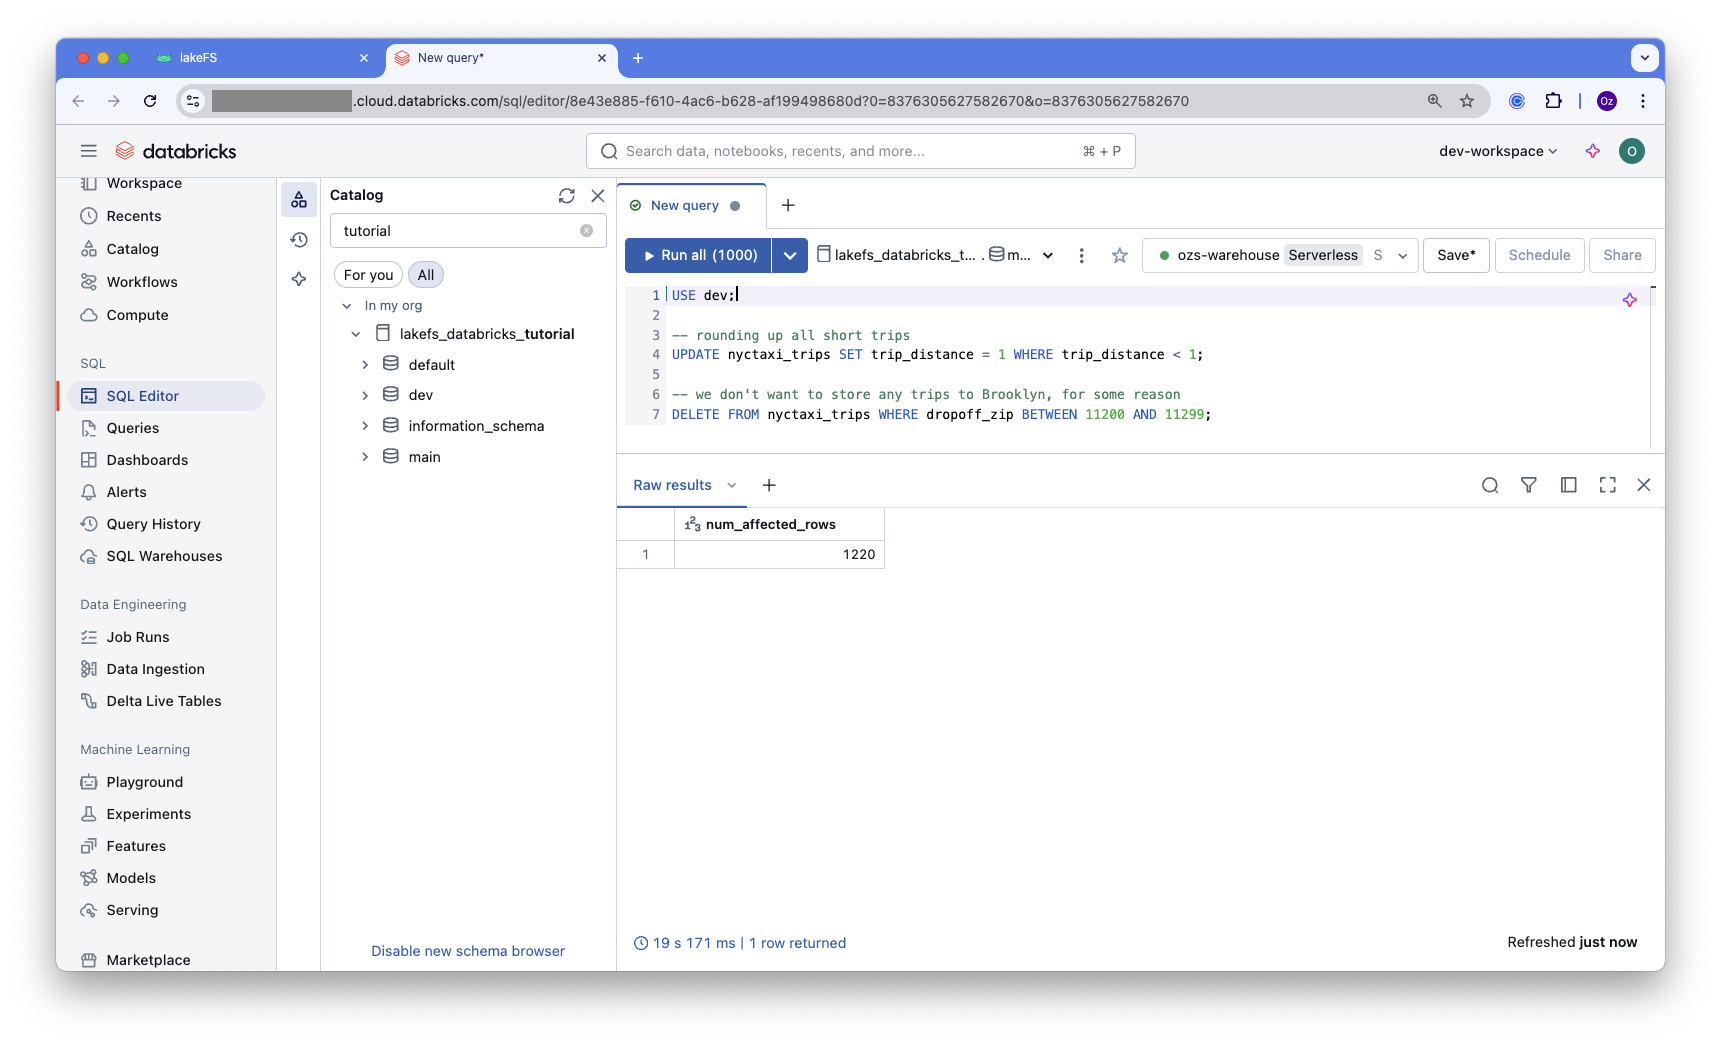 lakeFS
New query*
.cloud.databricks.com/sql/editor/8e43e885-f610-4ac6-b628-af199498680d?0=8376305627582670&o=8376305627582670
Oz
databricks
Search data, notebooks, recents, and more...
⌘ + P
dev-workspace
O
Workspace
Recents
Catalog
Workflows
Compute
SQL
SQL Editor
Queries
Dashboards
Alerts
Query History
SQL Warehouses
Data Engineering
Job Runs
Data Ingestion
Delta Live Tables
Machine Learning
Playground
Experiments
Features
Models
Serving
Marketplace
Catalog
tutorial
For you
All
In my org
lakefs_databricks_tutorial
default
dev
information_schema
main
Disable new schema browser
New query
Run all (1000)
lakefs_databricks_t... . m...
ozs-warehouse Serverless S
Save*
Schedule
Share
1 USE dev;
2
3 -- rounding up all short trips
4 UPDATE nyctaxi_trips SET trip_distance = 1 WHERE trip_distance < 1;
5
6 -- we don't want to store any trips to Brooklyn, for some reason
7 DELETE FROM nyctaxi_trips WHERE dropoff_zip BETWEEN 11200 AND 11299;
Raw results
123 num_affected_rows
1 1220
19 s 171 ms | 1 row returned
Refreshed just now